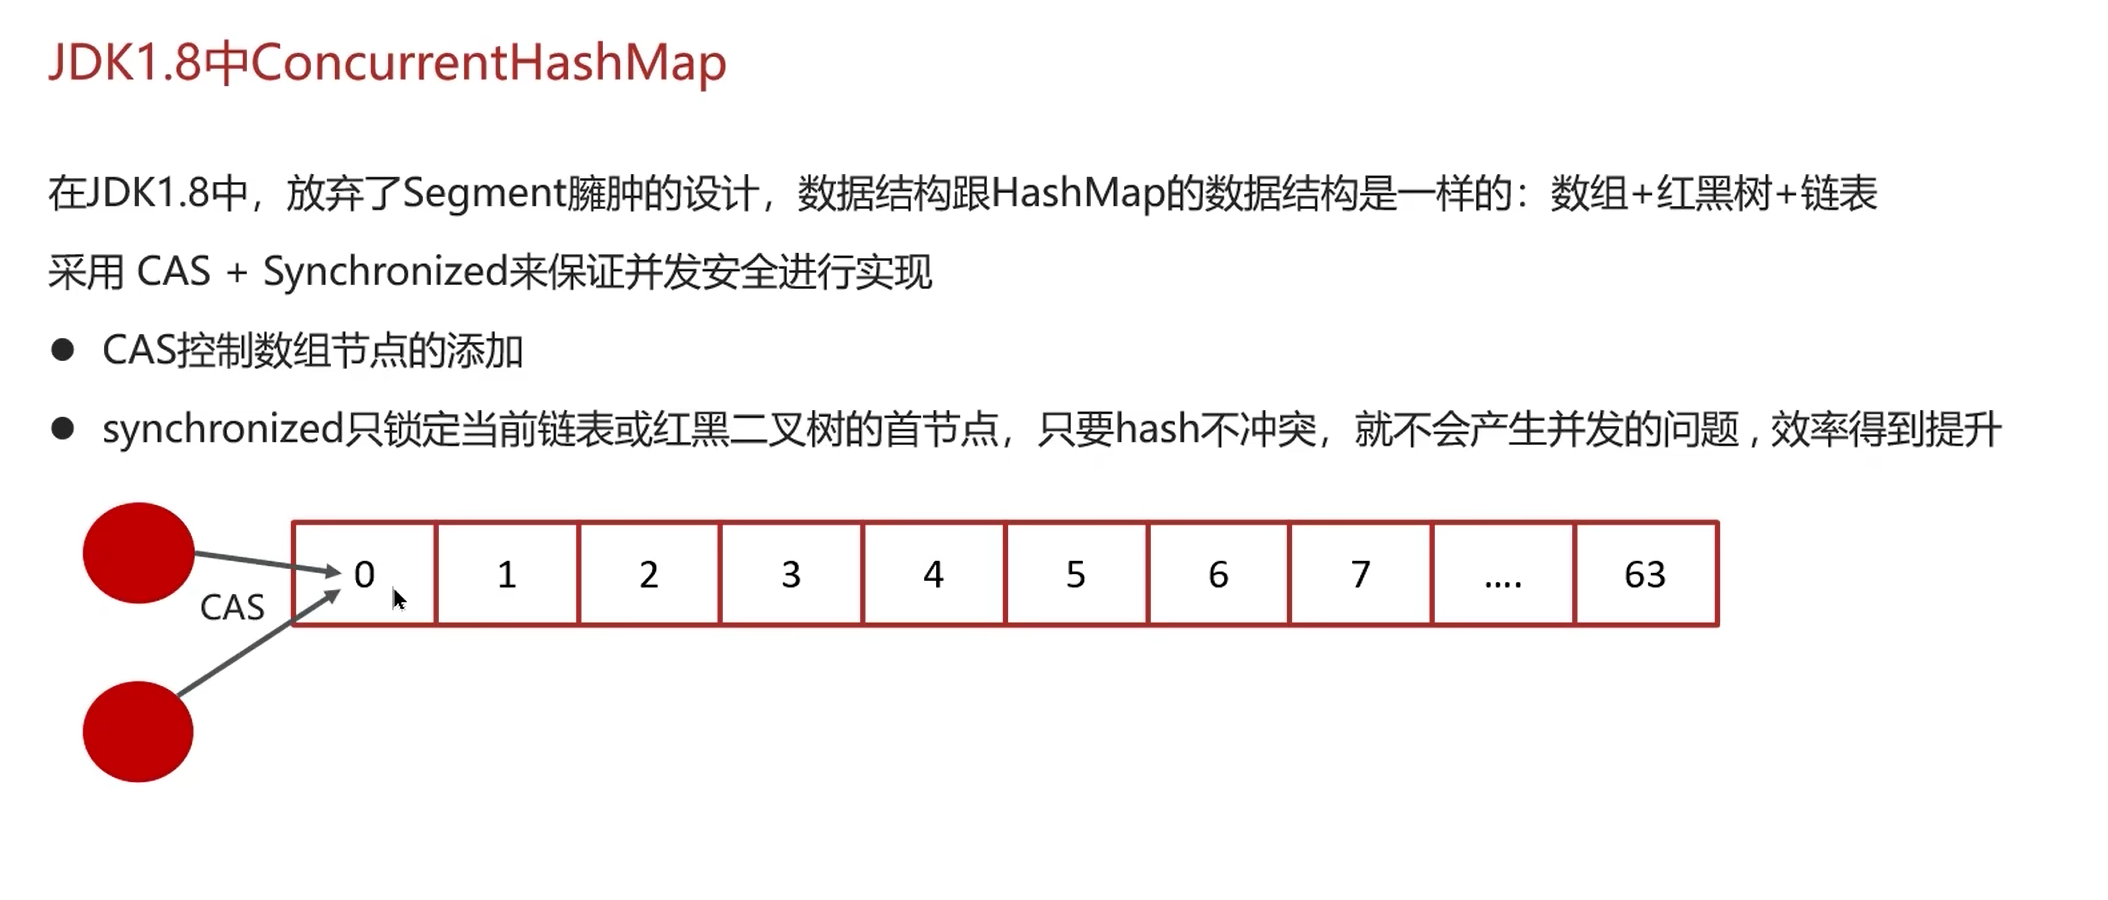 JDK1.8中ConcurrentHashMap
在JDK1.8中，放弃了Segment臃肿的设计，数据结构跟HashMap的数据结构是一样的：数组+红黑树+链表
采用 CAS + Synchronized来保证并发安全进行实现
● CAS控制数组节点的添加
● synchronized只锁定当前链表或红黑二叉树的首节点，只要hash不冲突，就不会产生并发的问题 , 效率得到提升
0 1 2 3 4 5 6 7 .... 63
CAS